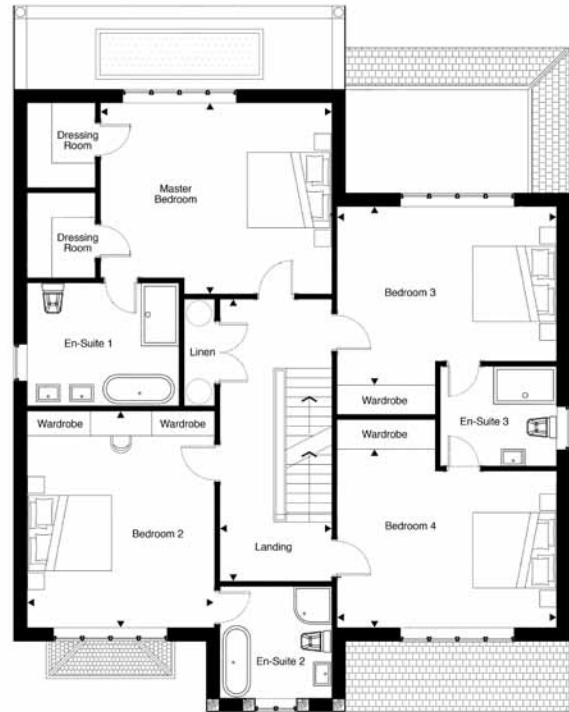 Dressing
Room
Master
Bedroom
Dressing
Room
Bedroom 3
En-Suite 1
Linen
Wardrobe
En-Suite 3
Wardrobe
Wardrobe
Wardrobe
Bedroom 2
Bedroom 4
Landing
En-Suite 2